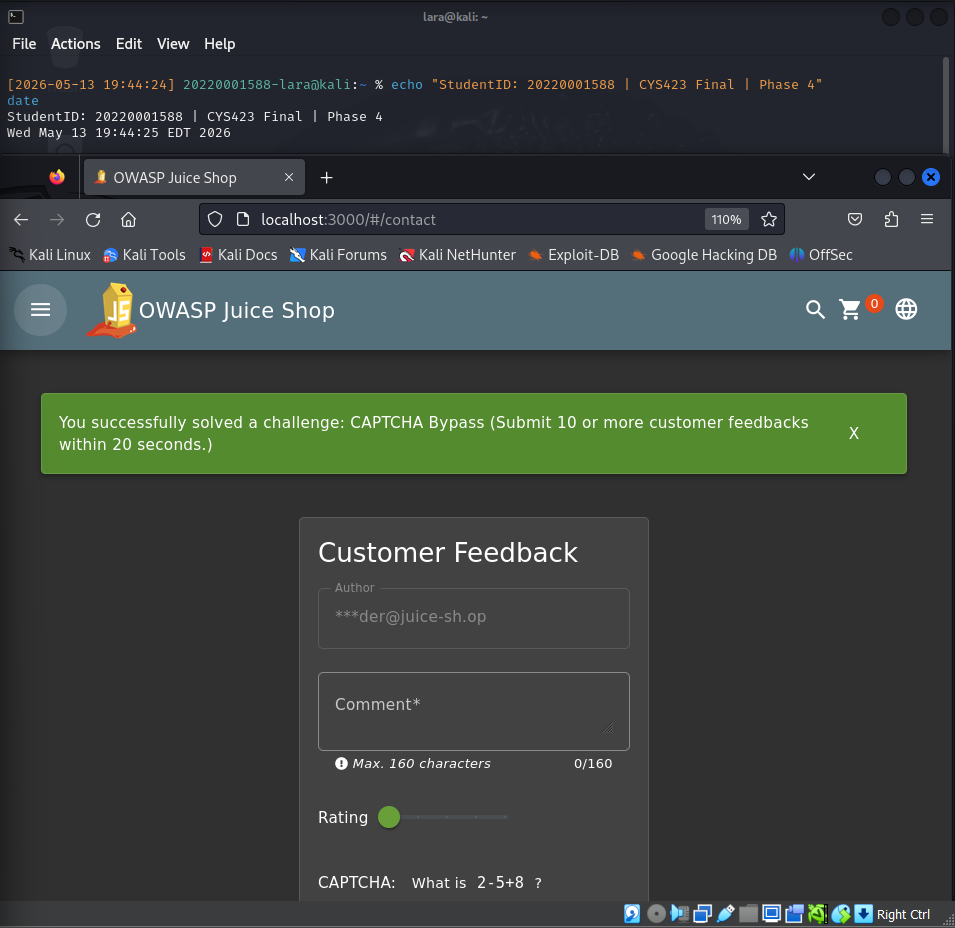 lara@kali: ~
File Actions Edit View Help
[2026-05-13 19:44:24] 20220001588-lara@kali:~ % echo "StudentID: 20220001588 | CYS423 Final | Phase 4"
date
StudentID: 20220001588 | CYS423 Final | Phase 4
Wed May 13 19:44:25 EDT 2026
OWASP Juice Shop
localhost:3000/#/contact 110%
Kali Linux Kali Tools Kali Docs Kali Forums Kali NetHunter Exploit-DB Google Hacking DB OffSec
JS OWASP Juice Shop 0
You successfully solved a challenge: CAPTCHA Bypass (Submit 10 or more customer feedbacks
within 20 seconds.) X
Customer Feedback
Author
***der@juice-sh.op
Comment*
Max. 160 characters 0/160
Rating
CAPTCHA: What is 2-5+8 ?
Right Ctrl